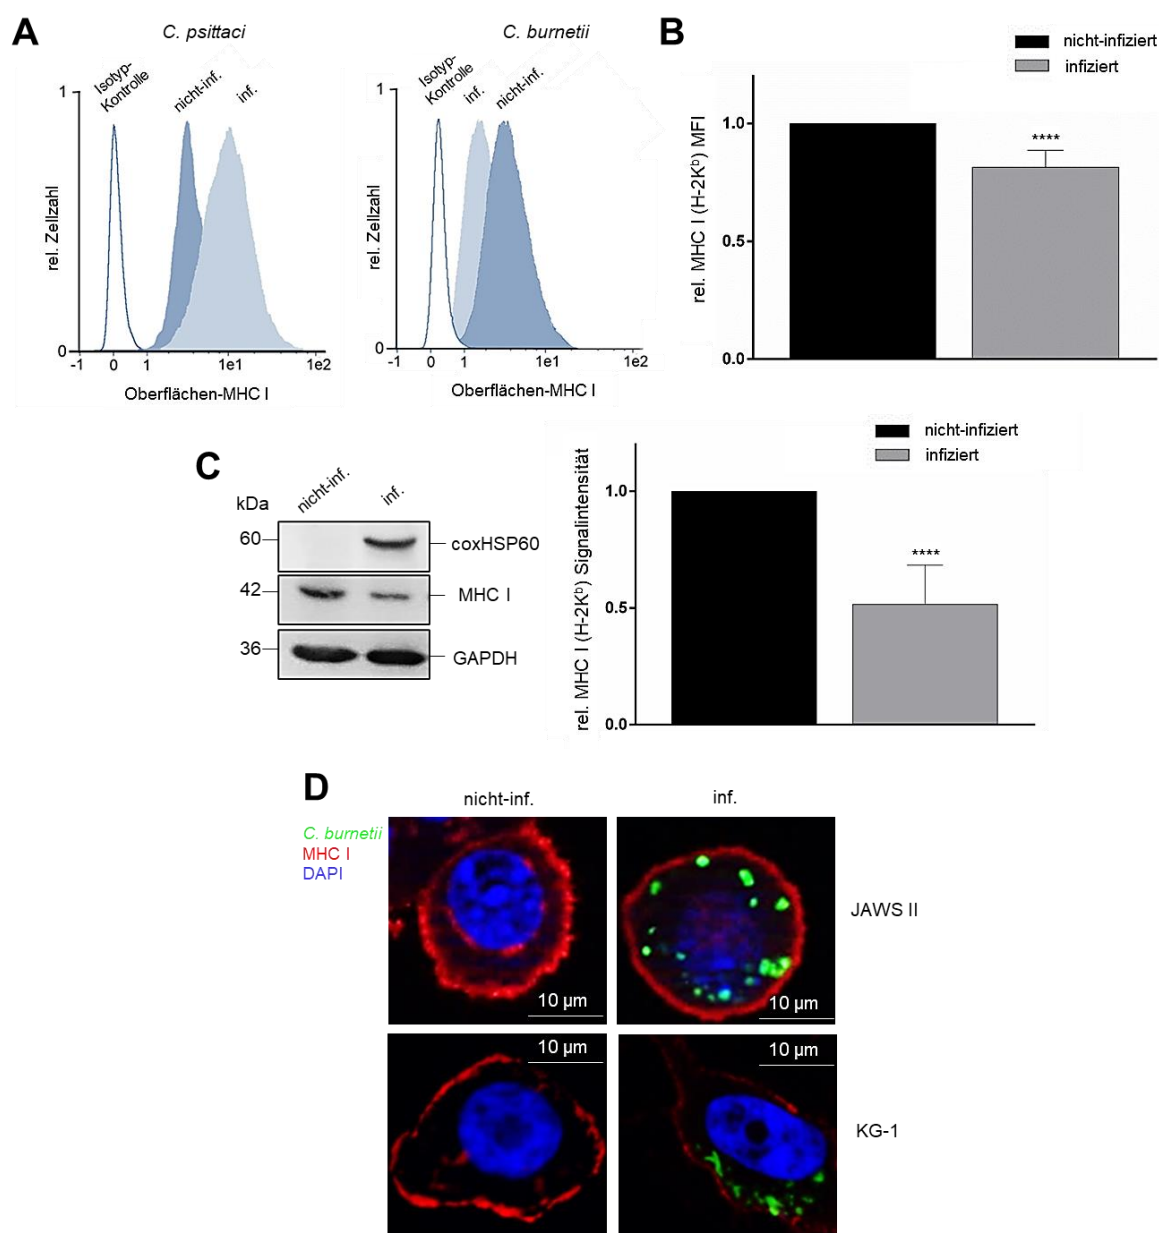 A
C. psittaci
Isotyp-
Kontrolle
nicht-inf.
inf.
1
rel. Zellzahl
0
-1 0 1 1e1 1e2
Oberflächen-MHC I
C. burnetii
Isotyp-
Kontrolle
inf.
nicht-inf.
1
rel. Zellzahl
0
-1 0 1 1e1 1e2
Oberflächen-MHC I
B
nicht-infiziert
infiziert
rel. MHC I (H-2Kᵇ) MFI
1.0
0.5
0.0
****
C
nicht-inf.
inf.
kDa
60
coxHSP60
42
MHC I
36
GAPDH
nicht-infiziert
infiziert
rel. MHC I (H-2Kᵇ) Signalintensität
1.0
0.5
0.0
****
D
nicht-inf.
inf.
C. burnetii
MHC I
DAPI
JAWS II
10 µm
10 µm
10 µm
10 µm
KG-1